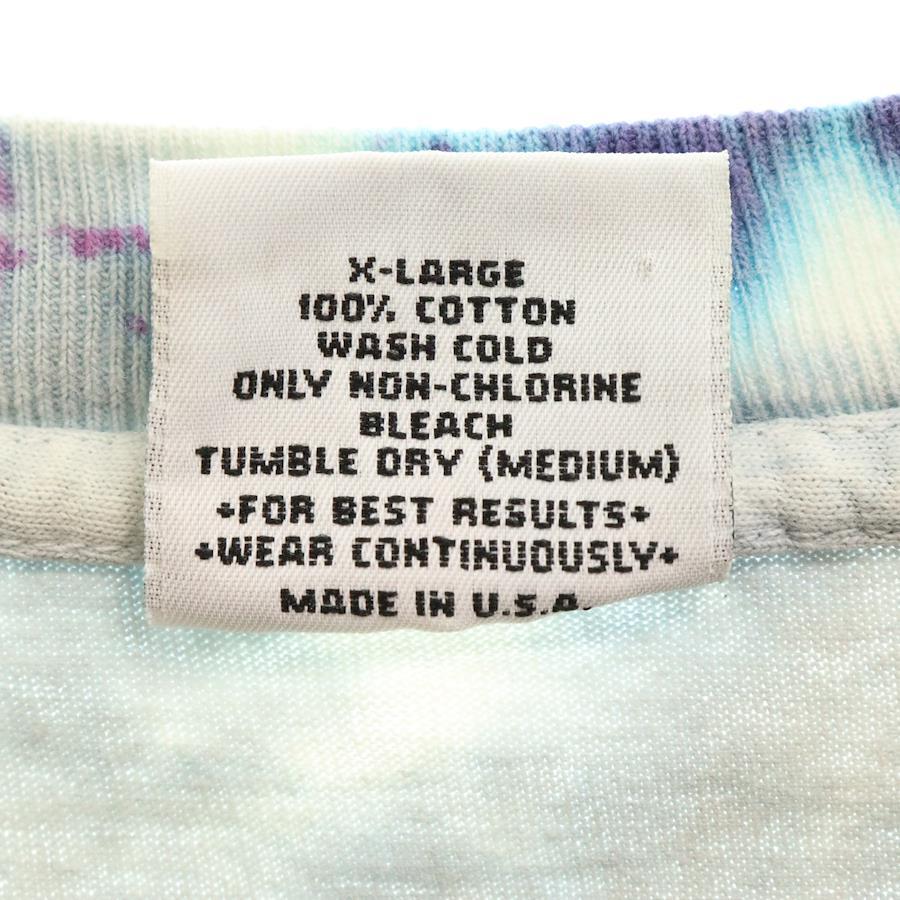 X-LARGE
100% COTTON
WASH COLD
ONLY NON-CHLORINE
BLEACH
TUMBLE DRY (MEDIUM)
+FOR BEST RESULTS+
+WEAR CONTINUOUSLY+
MADE IN U.S.A.